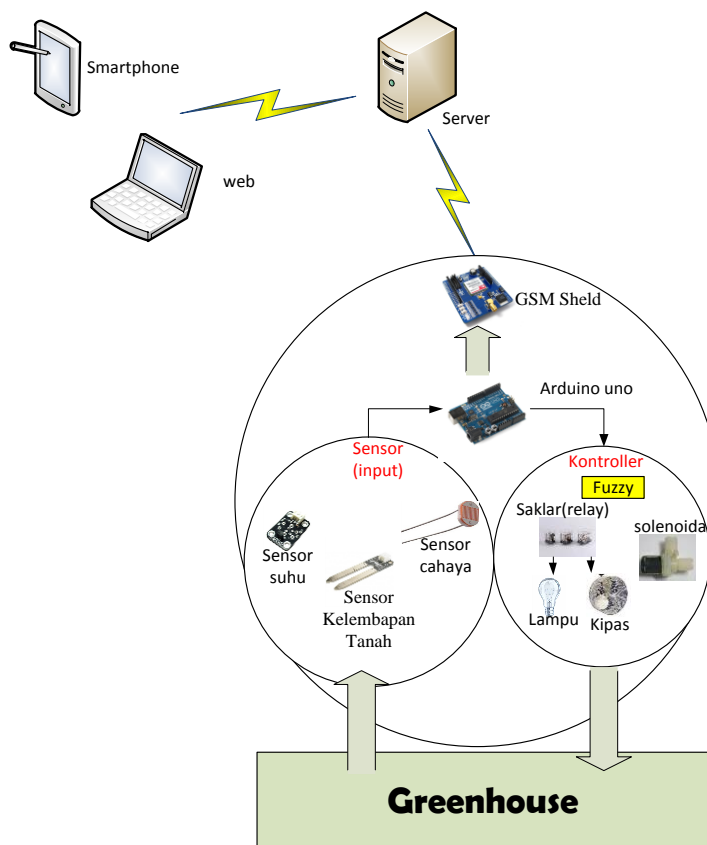 Smartphone
Server
web
GSM Sheld
Arduino uno
Sensor
(input)
Kontroller
Fuzzy
Saklar(relay)
solenoida
Sensor
suhu
Sensor
cahaya
Sensor
Kelembapan
Tanah
Lampu
Kipas
Greenhouse